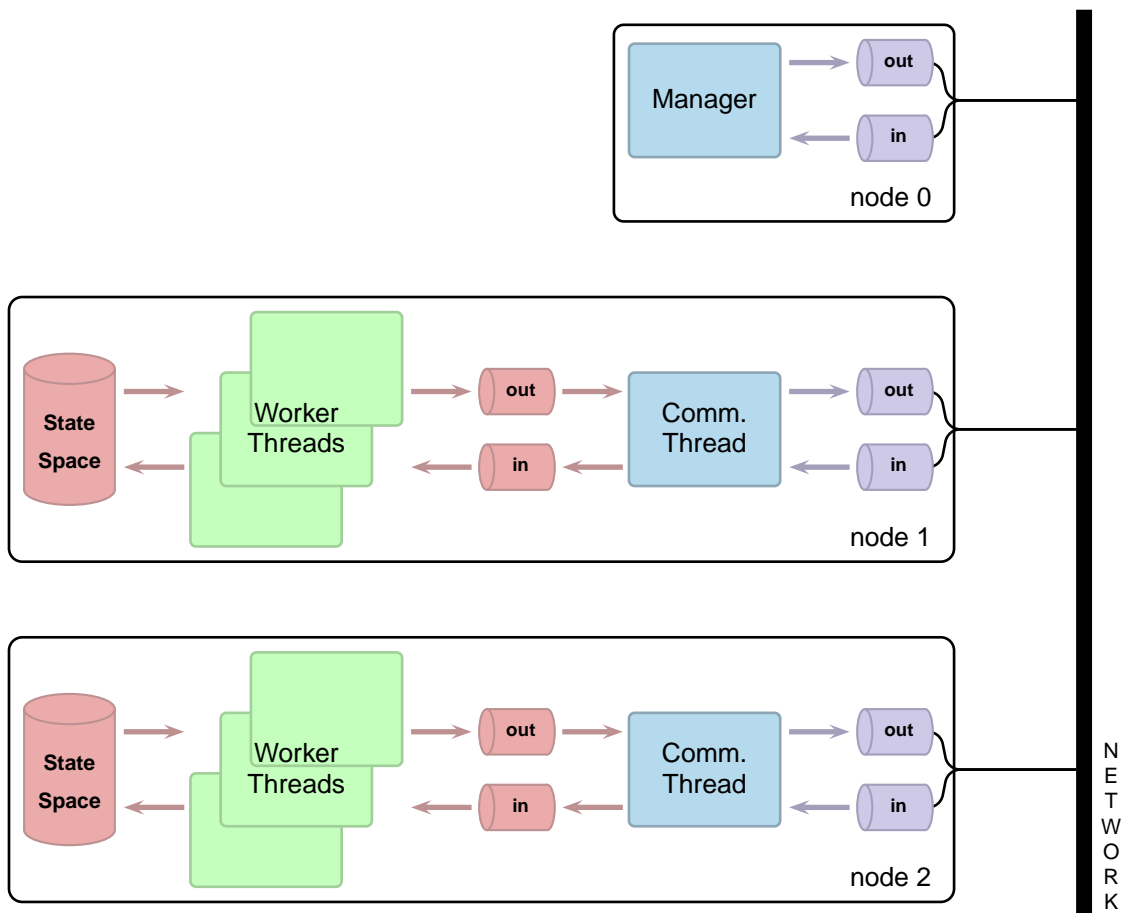 Manager
out
in
node 0
State
Space
Worker
Threads
out
in
Comm.
Thread
out
in
node 1
State
Space
Worker
Threads
out
in
Comm.
Thread
out
in
node 2
NETWORK